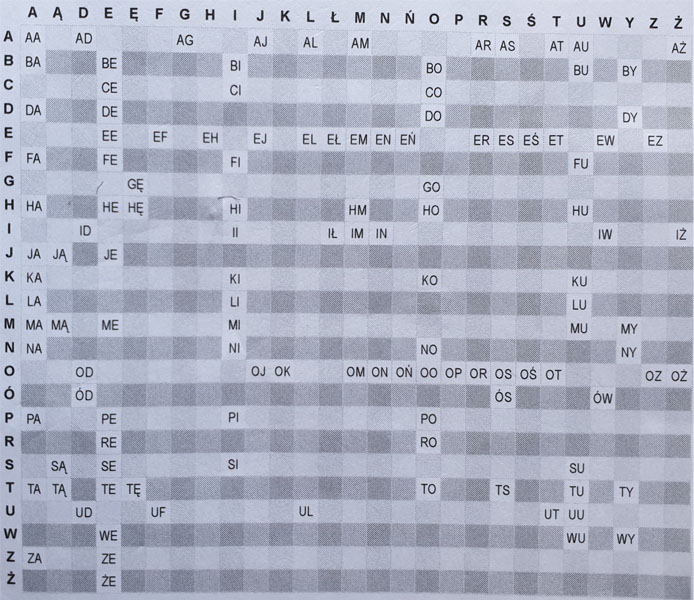 A Ą D E Ę F G H I J K L Ł M N Ń O P R S Ś T U W Y Z Ż
A AA AD AG AJ AL AM AR AS AT AU AŻ
B BA BE BI BO BU BY
C CE CI CO
D DA DE DO DY
E EE EF EH EJ EL EŁ EM EN EŃ ER ES EŚ ET EW EZ
F FA FE FI FU
G GĘ GO
H HA HE HĘ HI HM HO HU
I ID II IŁ IM IN IW IŻ
J JA JĄ JE
K KA KI KO KU
L LA LI LU
M MA MĄ ME MI MU MY
N NA NI NO NY
O OD OJ OK OM ON OŃ OO OP OR OS OŚ OT OZ OŻ
Ó ÓD ÓS ÓW
P PA PE PI PO
R RE RO
S SĄ SE SI SU
T TA TĄ TE TĘ TO TS TU TY
U UD UF UL UT UU
W WE WU WY
Z ZA ZE
Ż ŻE